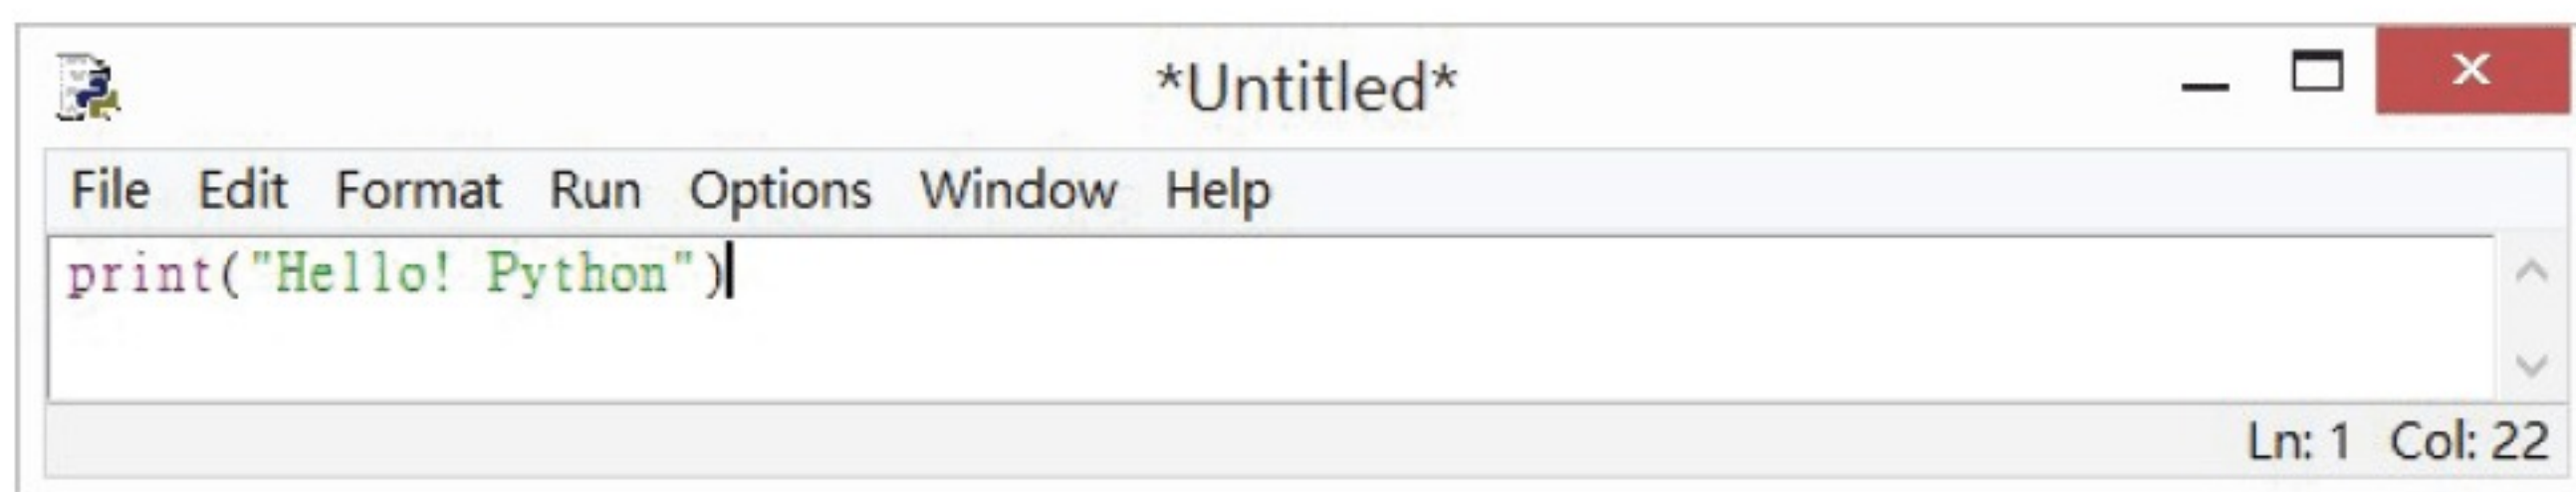 *Untitled*
File Edit Format Run Options Window Help
print("Hello! Python")
Ln: 1 Col: 22